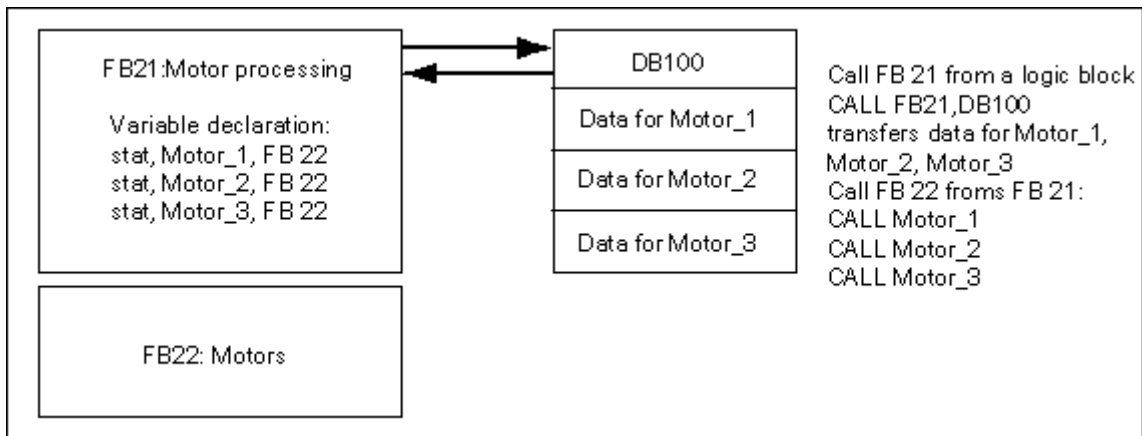 FB21:Motor processing
Variable declaration:
stat, Motor_1, FB 22
stat, Motor_2, FB 22
stat, Motor_3, FB 22
FB22: Motors
DB100
Data for Motor_1
Data for Motor_2
Data for Motor_3
Call FB 21 from a logic block
CALL FB21,DB100
transfers data for Motor_1,
Motor_2, Motor_3
Call FB 22 froms FB 21:
CALL Motor_1
CALL Motor_2
CALL Motor_3